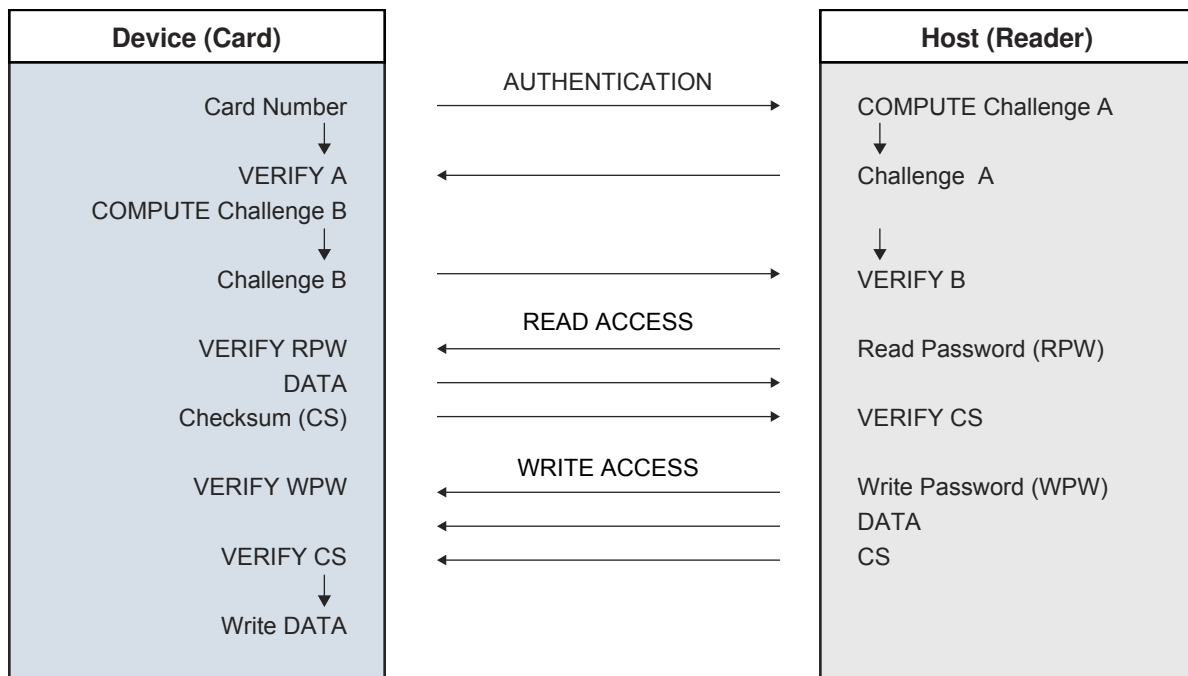 Device (Card)
Host (Reader)
AUTHENTICATION
Card Number
COMPUTE Challenge A
VERIFY A
Challenge A
COMPUTE Challenge B
Challenge B
VERIFY B
READ ACCESS
VERIFY RPW
Read Password (RPW)
DATA
Checksum (CS)
VERIFY CS
WRITE ACCESS
VERIFY WPW
Write Password (WPW)
DATA
VERIFY CS
CS
Write DATA